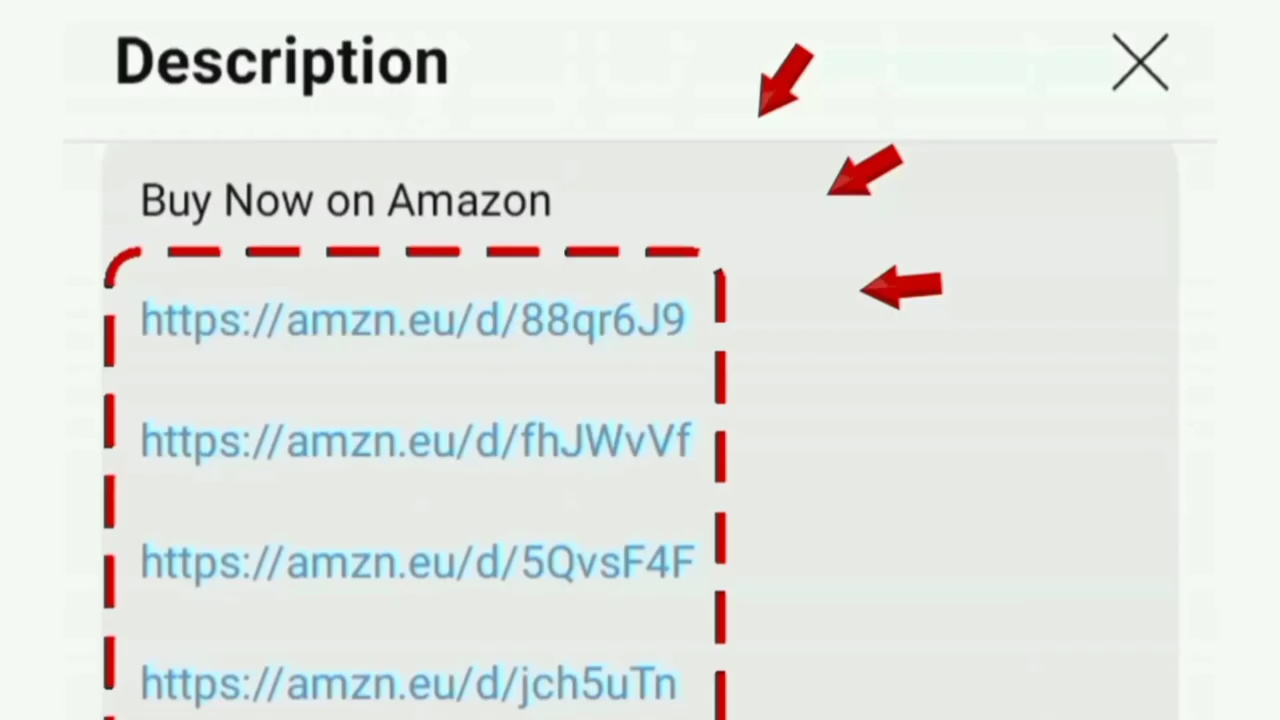 Description
Buy Now on Amazon
https://amzn.eu/d/88qr6J9
https://amzn.eu/d/fhJWvVf
https://amzn.eu/d/5QvsF4F
https://amzn.eu/d/jch5uTn